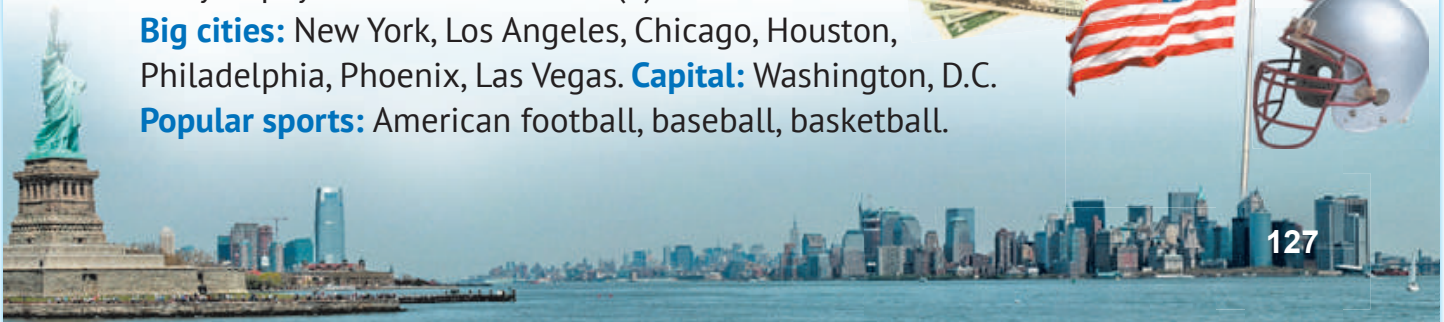 Big cities: New York, Los Angeles, Chicago, Houston,
Philadelphia, Phoenix, Las Vegas. Capital: Washington, D.C.
Popular sports: American football, baseball, basketball.
127